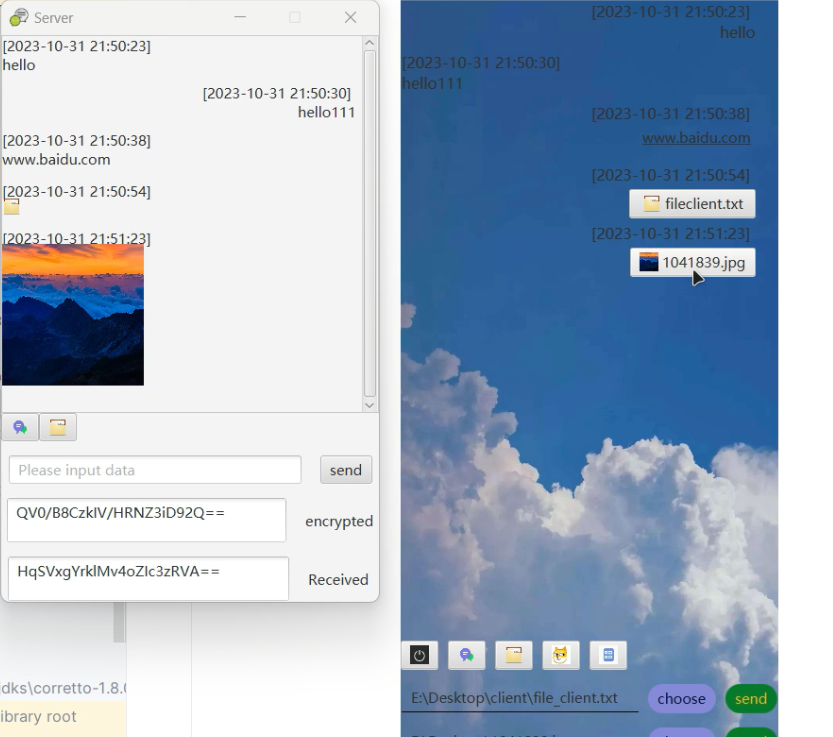 Server
[2023-10-31 21:50:23]
hello
[2023-10-31 21:50:30]
hello111
[2023-10-31 21:50:38]
www.baidu.com
[2023-10-31 21:50:54]
[2023-10-31 21:51:23]
Please input data
send
QV0/B8CzkIV/HRNZ3iD92Q==
encrypted
HqSVxgYrklMv4oZIc3zRVA==
Received
jdks\corretto-1.8.0
ibrary root
[2023-10-31 21:50:23]
hello
[2023-10-31 21:50:30]
hello111
[2023-10-31 21:50:38]
www.baidu.com
[2023-10-31 21:50:54]
fileclient.txt
[2023-10-31 21:51:23]
1041839.jpg
E:\Desktop\client\file_client.txt
choose
send